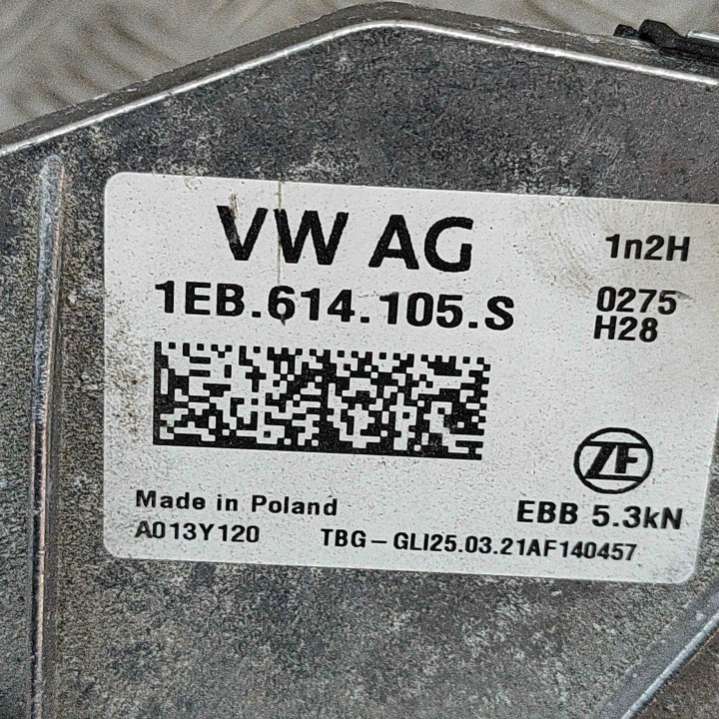 VW AG
1n2H
1EB.614.105.S
0275
H28
ZF
Made in Poland
EBB 5.3kN
A013Y120
TBG-GLI25.03.21AF140457